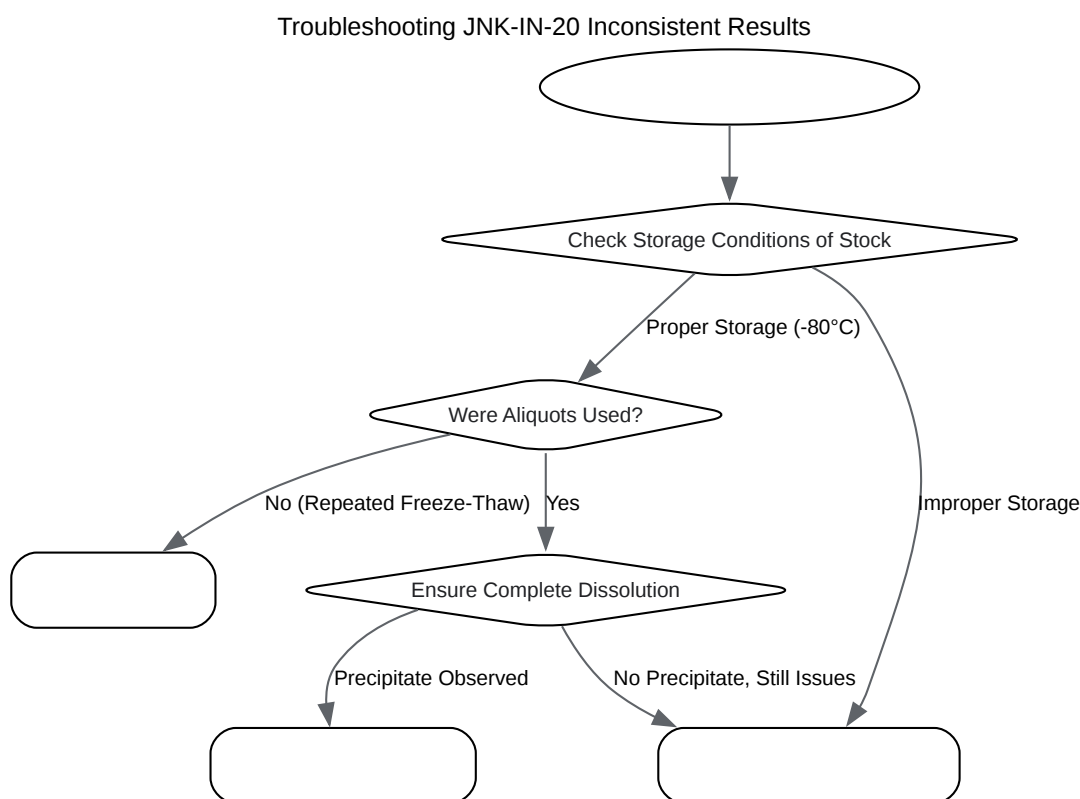 Troubleshooting JNK-IN-20 Inconsistent Results
Check Storage Conditions of Stock
Proper Storage (-80°C)
Were Aliquots Used?
No (Repeated Freeze-Thaw)
Yes
Improper Storage
Ensure Complete Dissolution
Precipitate Observed
No Precipitate, Still Issues